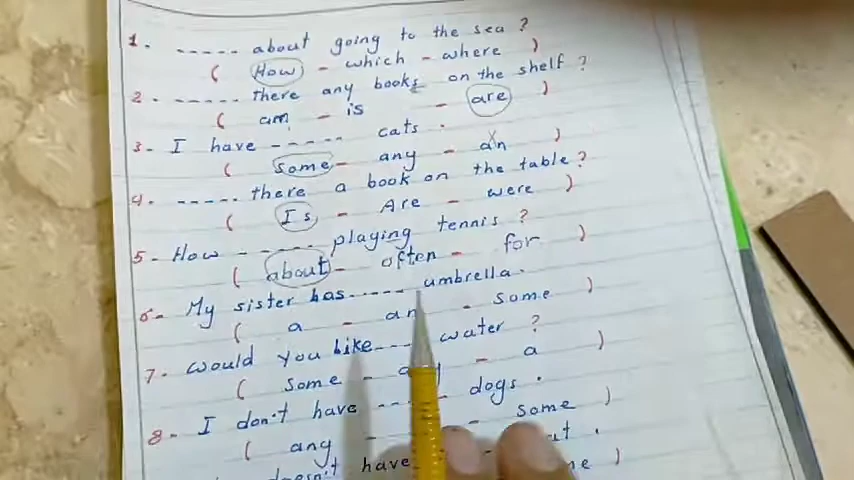 1. ----- about going to the sea ?
( How - which - where )
2. ----- there any books on the shelf ?
( am - is - are )
3- I have ----- cats .
( some - any - an )
4- ----- there a book on the table ?
( Is - Are - were )
5- How ----- playing tennis ?
( about - often - for )
6- My sister has ----- umbrella .
( a - an - some )
7- would you like ---- water ?
( some - - a )
8- I don't have ---- dogs .
( any - - some )
doesn't have .
)